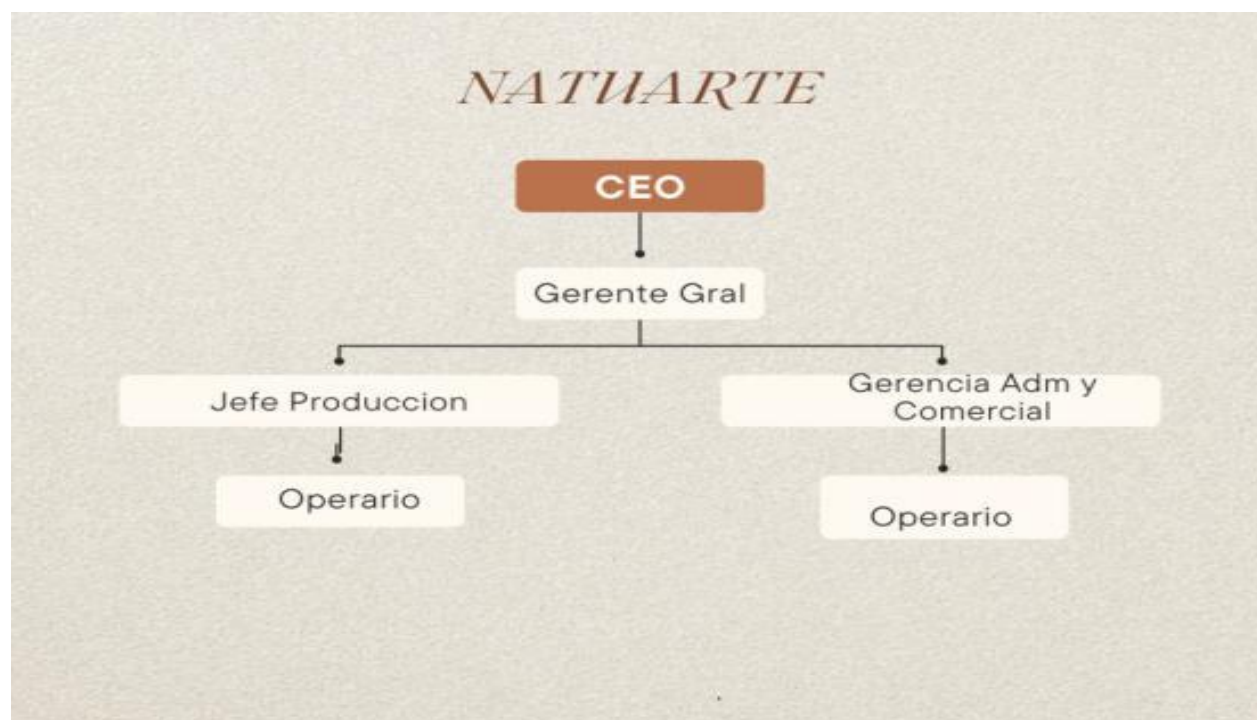 NATUARTE
CEO
Gerente Gral
Jefe Produccion
Gerencia Adm y
Comercial
Operario
Operario